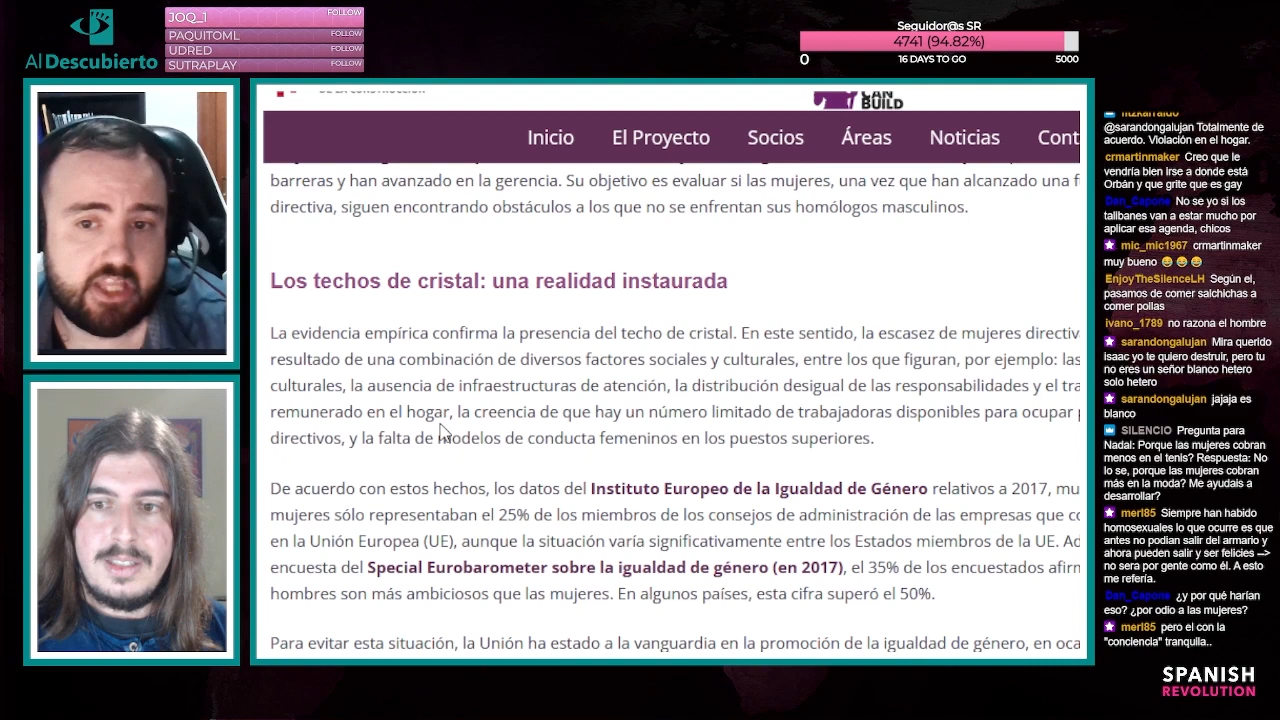 Al Descubierto
JOQ_1 FOLLOW
PAQUITOML FOLLOW
UDRED FOLLOW
SUTRAPLAY FOLLOW
Seguidor@s SR
4741 (94.82%)
0 16 DAYS TO GO 5000
CAN
BUILD
Inicio El Proyecto Socios Áreas Noticias Cont
barreras y han avanzado en la gerencia. Su objetivo es evaluar si las mujeres, una vez que han alcanzado una f
directiva, siguen encontrando obstáculos a los que no se enfrentan sus homólogos masculinos.
Los techos de cristal: una realidad instaurada
La evidencia empírica confirma la presencia del techo de cristal. En este sentido, la escasez de mujeres directiv
resultado de una combinación de diversos factores sociales y culturales, entre los que figuran, por ejemplo: las
culturales, la ausencia de infraestructuras de atención, la distribución desigual de las responsabilidades y el tra
remunerado en el hogar, la creencia de que hay un número limitado de trabajadoras disponibles para ocupar
directivos, y la falta de modelos de conducta femeninos en los puestos superiores.
De acuerdo con estos hechos, los datos del Instituto Europeo de la Igualdad de Género relativos a 2017, mu
mujeres sólo representaban el 25% de los miembros de los consejos de administración de las empresas que co
en la Unión Europea (UE), aunque la situación varía significativamente entre los Estados miembros de la UE. Ad
encuesta del Special Eurobarometer sobre la igualdad de género (en 2017), el 35% de los encuestados afirm
hombres son más ambiciosos que las mujeres. En algunos países, esta cifra superó el 50%.
Para evitar esta situación, la Unión ha estado a la vanguardia en la promoción de la igualdad de género, en oca
fitzkarraldo
@sarandongalujan Totalmente de
acuerdo. Violación en el hogar.
crmartinmaker Creo que le
vendría bien irse a donde está
Orbán y que grite que es gay
Dan_Capone No se yo si los
talibanes van a estar mucho por
aplicar esa agenda, chicos
mic_mic1967 crmartinmaker
muy bueno 😂😂😂
EnjoyTheSilenceLH Según el,
pasamos de comer salchichas a
comer pollas
ivano_1789 no razona el hombre
sarandongalujan Mira querido
isaac yo te quiero destruir, pero tu
no eres un señor blanco hetero
solo hetero
sarandongalujan jajaja es
blanco
SILENCIO Pregunta para
Nadal: Porque las mujeres cobran
menos en el tenis? Respuesta: No
lo se, porque las mujeres cobran
más en la moda? Me ayudais a
desarrollar?
merl85 Siempre han habido
homosexuales lo que ocurre es que
antes no podian salir del armario y
ahora pueden salir y ser felicies -->
no sera por gente como él. A esto
me refería.
Dan_Capone ¿y por qué harían
eso? ¿por odio a las mujeres?
merl85 pero el con la
"conciencia" tranquila..
SPANISH
REVOLUTION